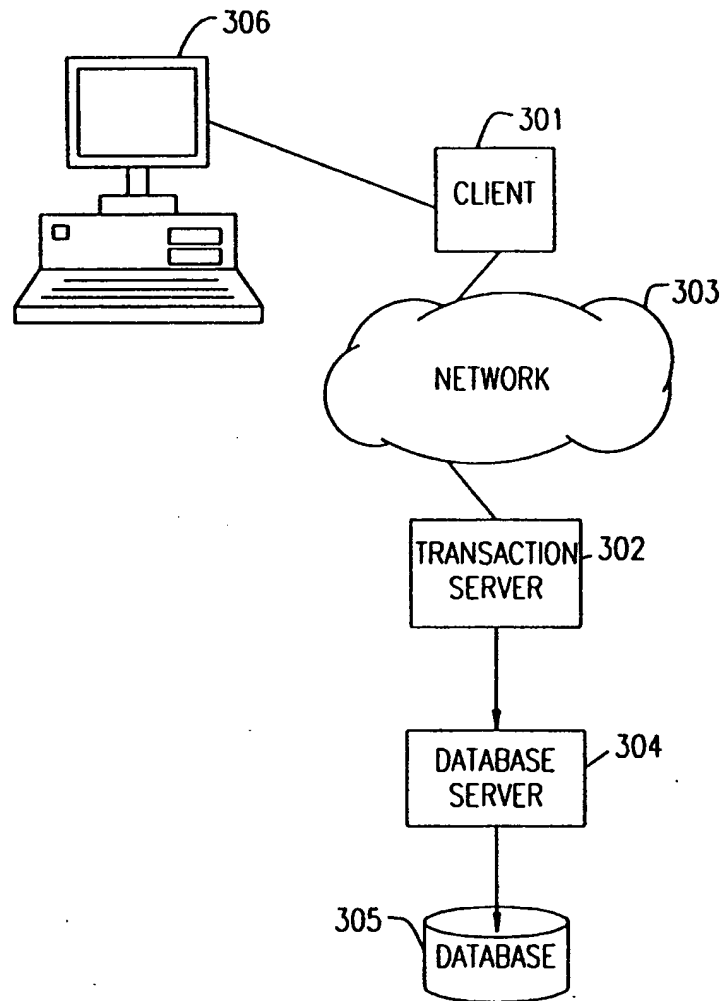 306
301
CLIENT
303
NETWORK
TRANSACTION
SERVER
302
DATABASE
SERVER
304
305
DATABASE